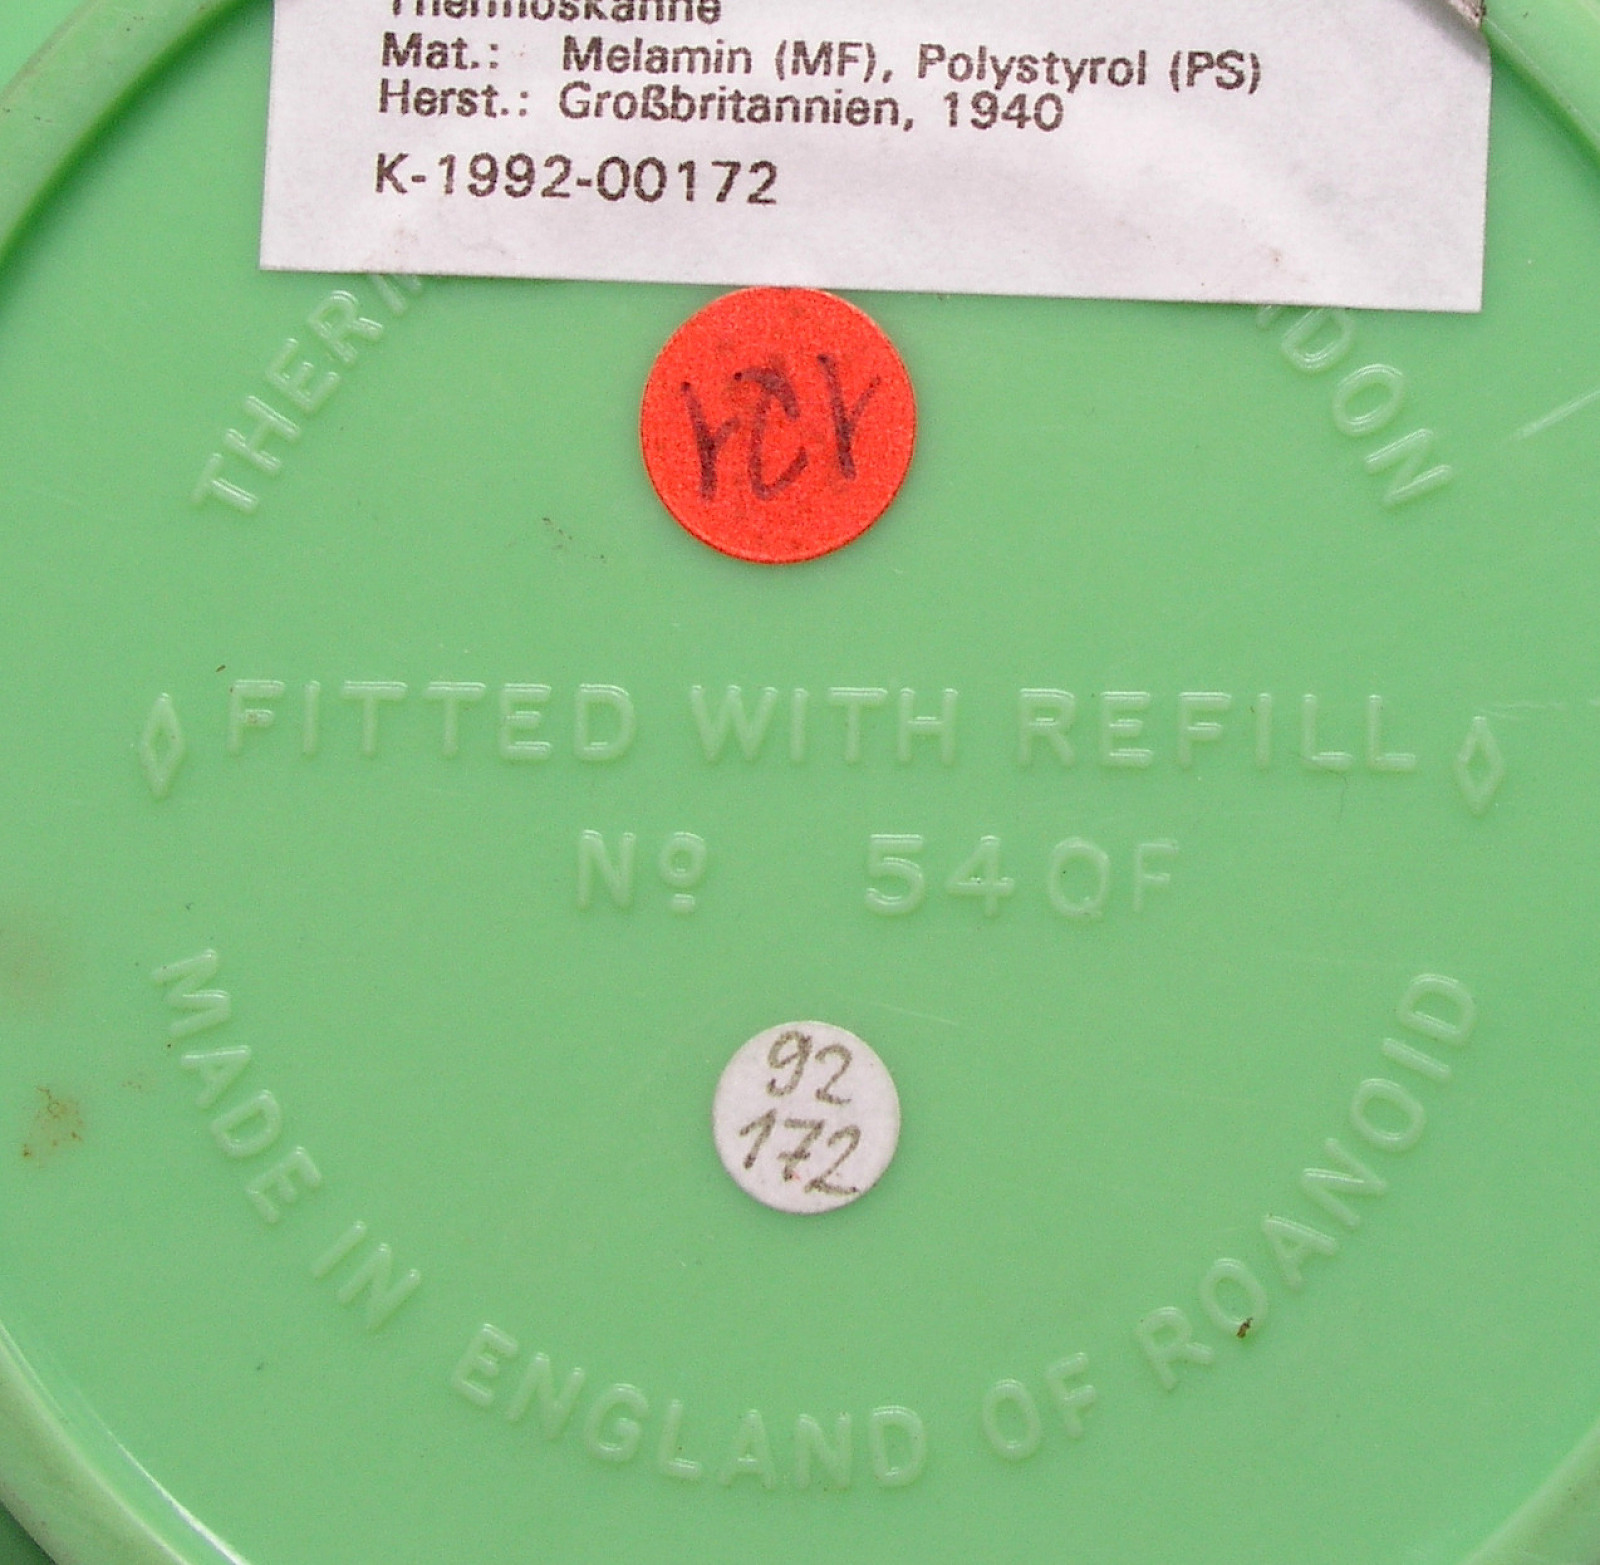 Thermoskanne
Mat.: Melamin (MF), Polystyrol (PS)
Herst.: Großbritannien, 1940
K-1992-00172
FITTED WITH REFILL
Nº 54QF
92
172
MADE IN ENGLAND OF ROANOID